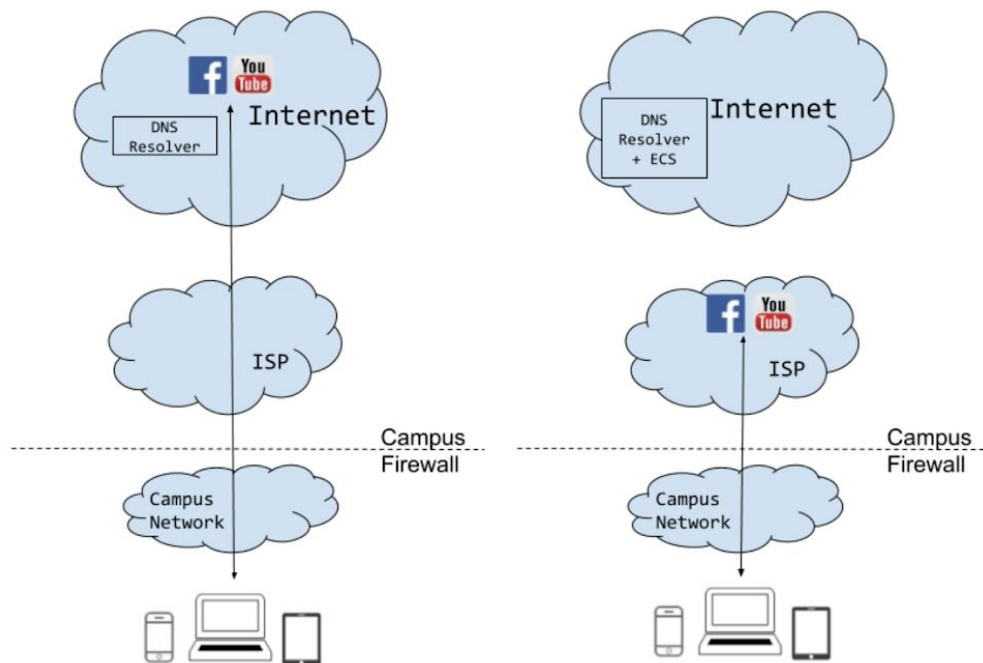 f You
Tube
Internet
DNS
Resolver
ISP
Campus
Firewall
Campus
Network
Internet
DNS
Resolver
+ ECS
f You
Tube
ISP
Campus
Firewall
Campus
Network